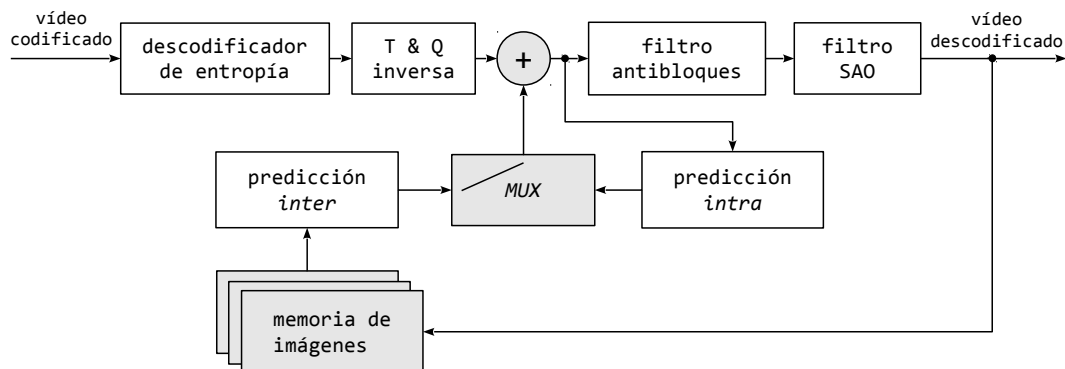 vídeo
codificado
descodificador
de entropía
T & Q
inversa
+
filtro
antibloques
filtro
SAO
vídeo
descodificado
predicción
inter
MUX
predicción
intra
memoria de
imágenes